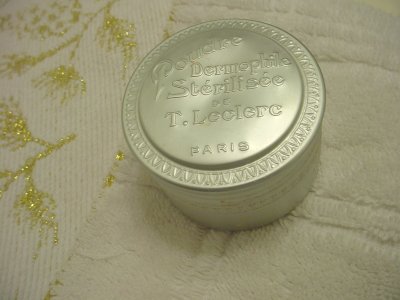 Poudre
Dermophile
Stérilisée
DE
T. Leclerc
PARIS